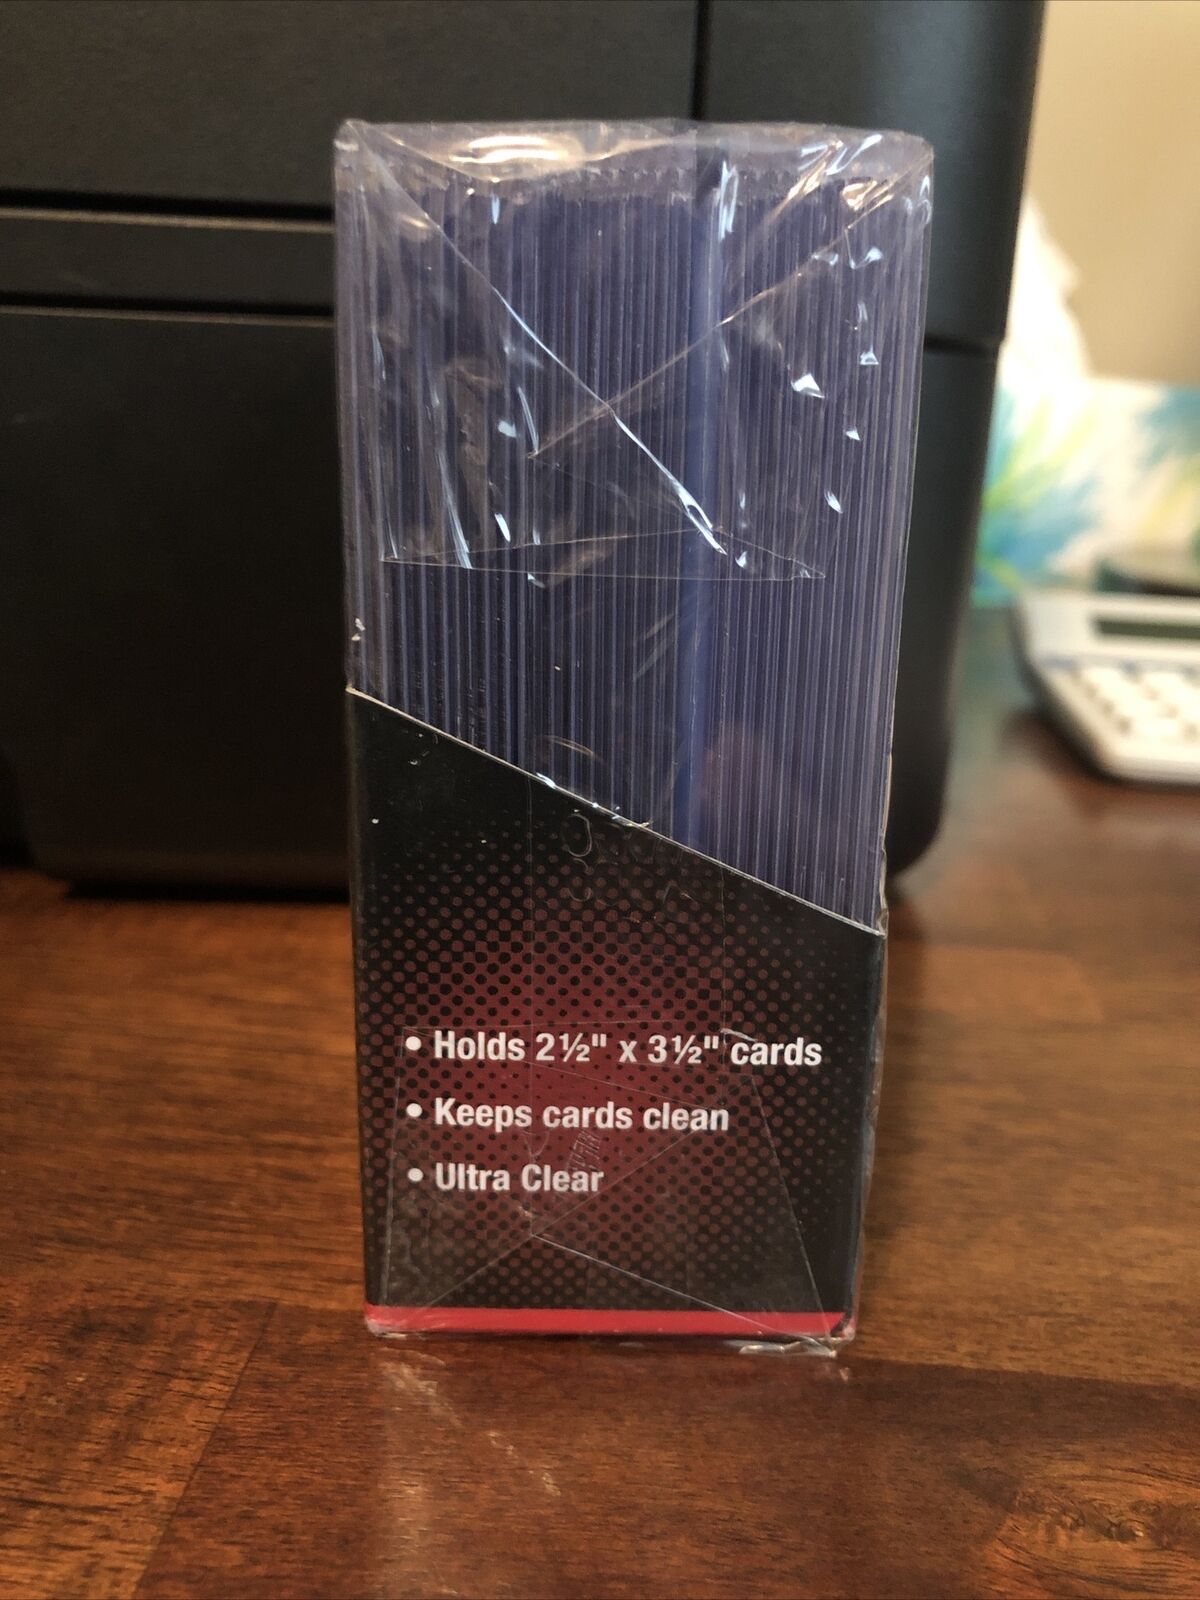 • Holds 2½" x 3½" cards
• Keeps cards clean
• Ultra Clear